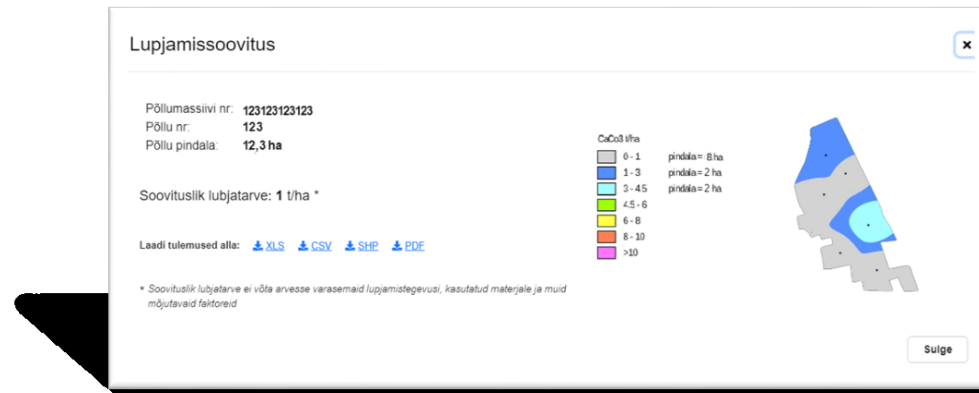 Lupjamissoovitus
×
Põllumassiivi nr: 123123123123
Põllu nr: 123
Põllu pindala: 12,3 ha
Soovituslik lubjatarve: 1 t/ha *
Laadi tulemused alla: XLS CSV SHP PDF
* Soovituslik lubjatarve ei võta arvesse varasemaid lupjamistegevusi, kasutatud materjale ja muid
mõjutavaid faktoreid
CaCo3 t/ha
0 - 1 pindala= 8 ha
1 - 3 pindala= 2 ha
3 - 4.5 pindala= 2 ha
4.5 - 6
6 - 8
8 - 10
>10
Sulge